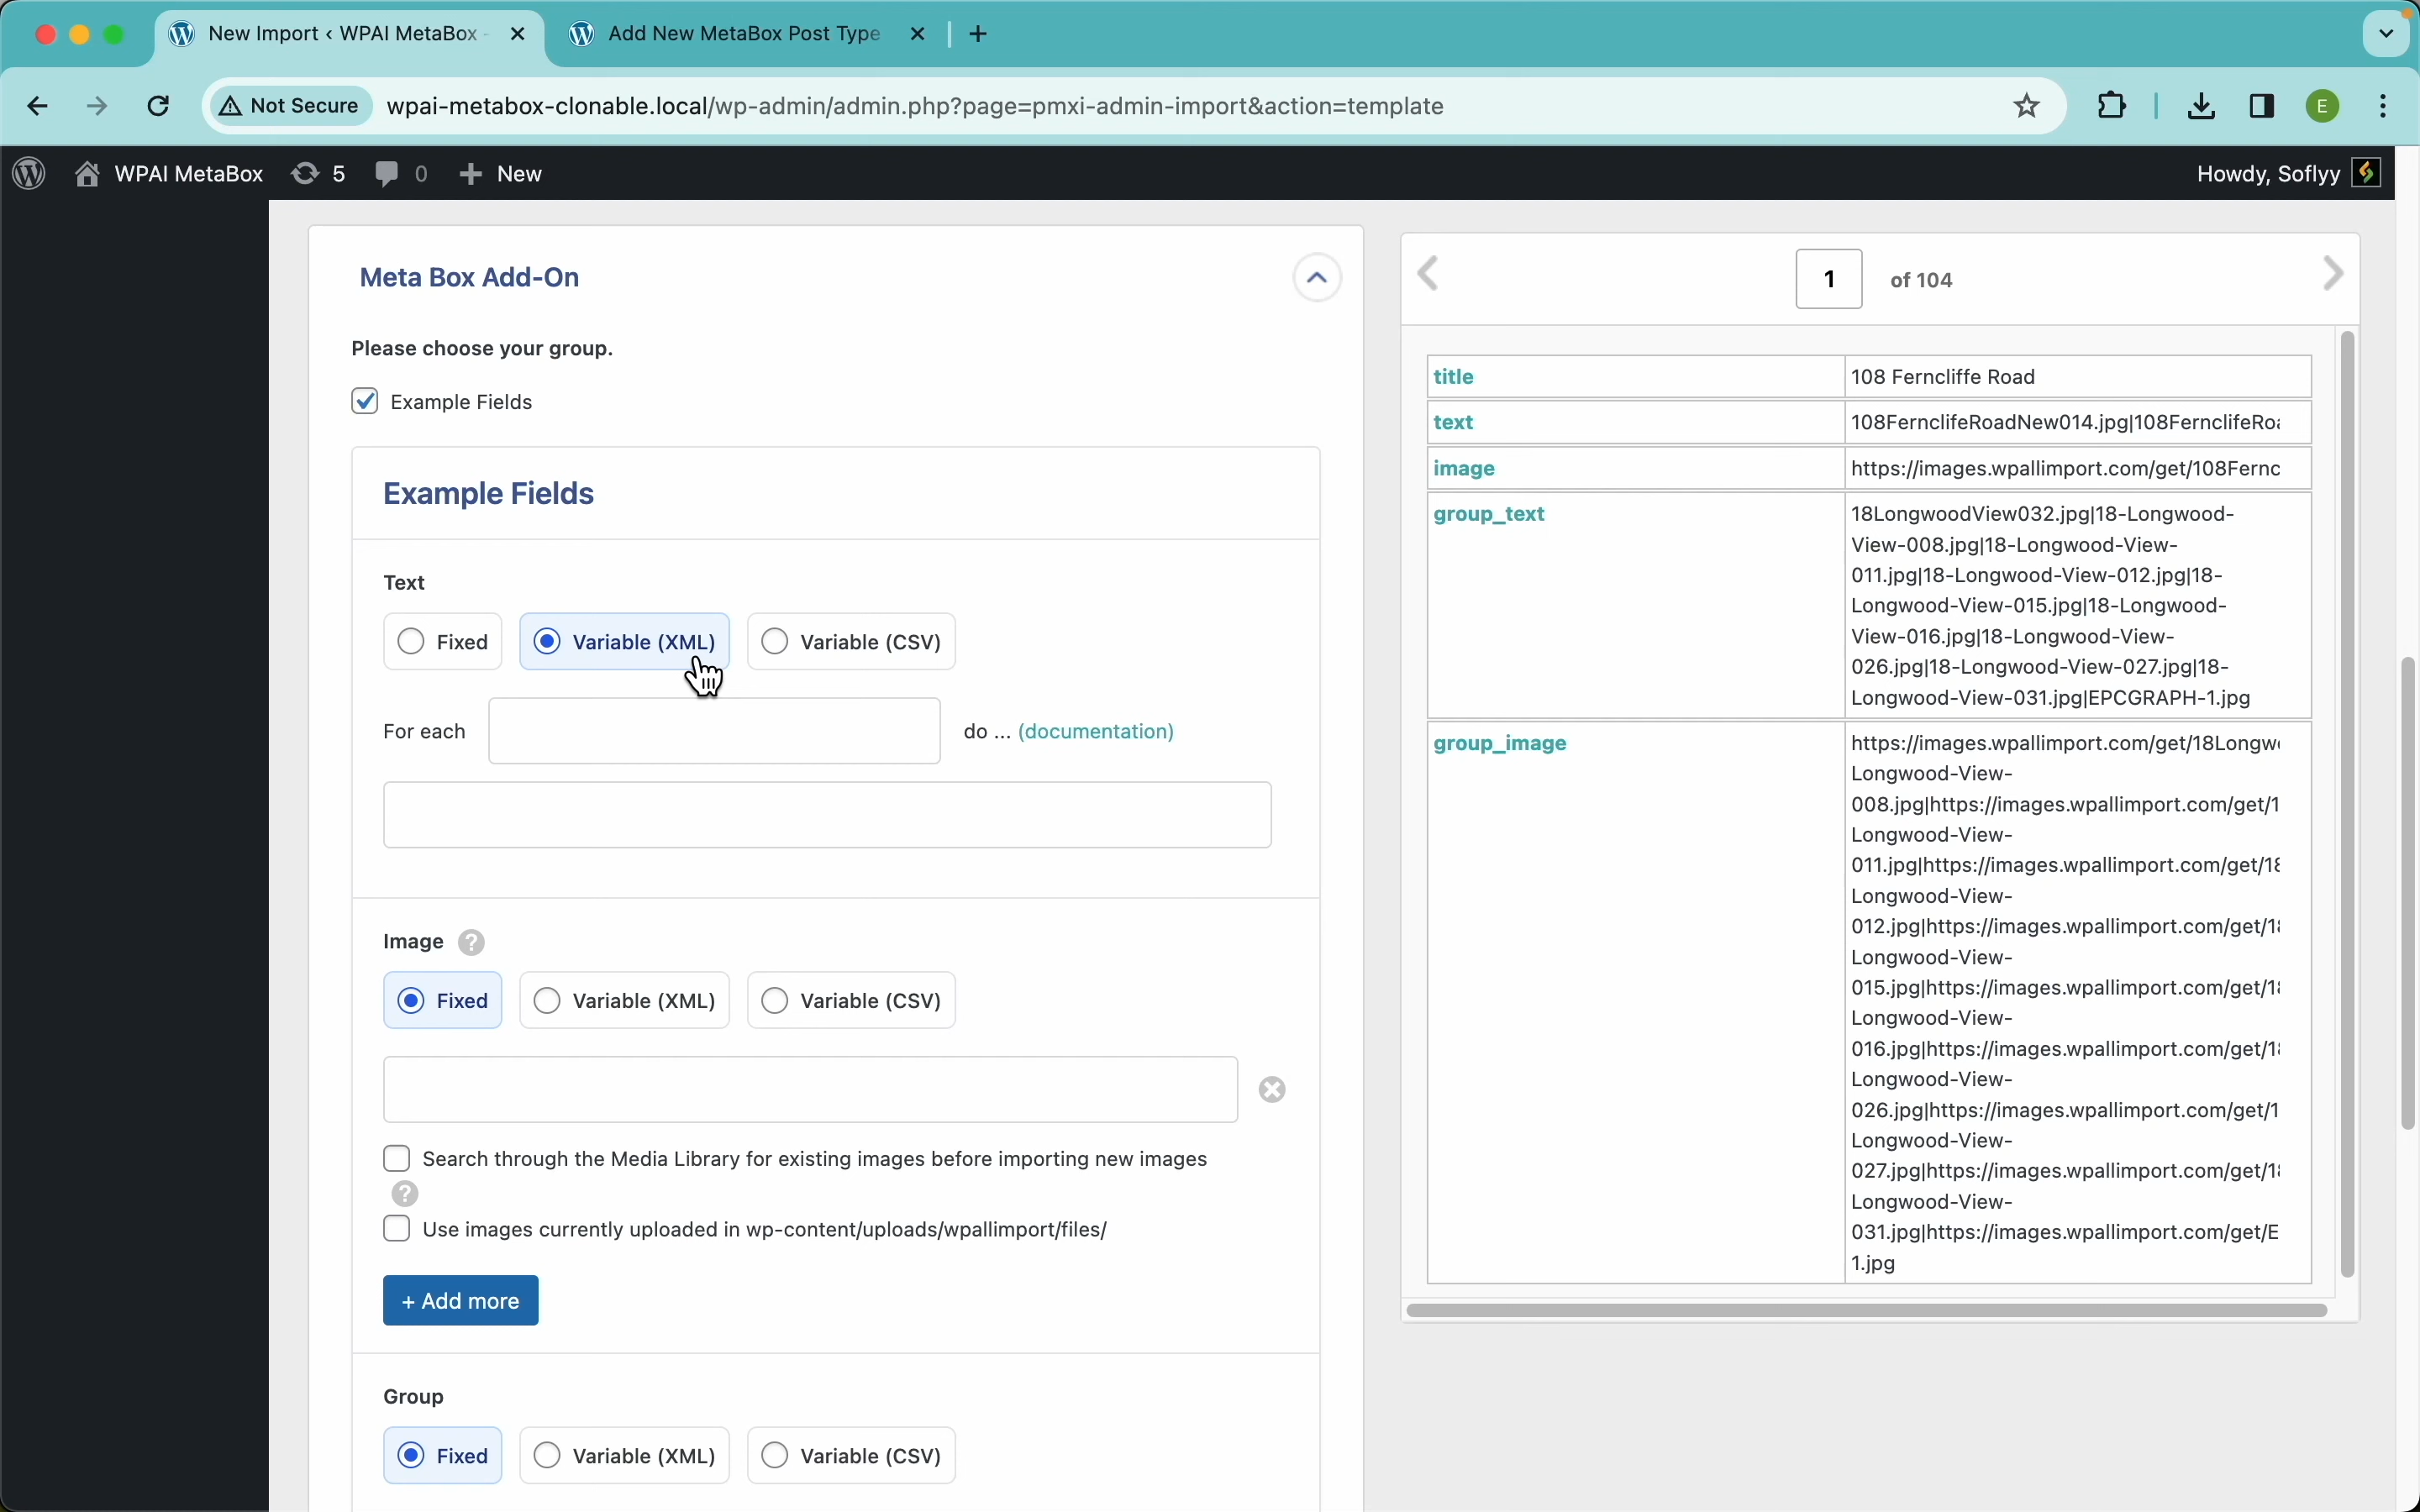 New Import ‹ WPAI MetaBox -
Add New MetaBox Post Type
Not Secure
wpai-metabox-clonable.local/wp-admin/admin.php?page=pmxi-admin-import&action=template
E
WPAI MetaBox
5
0
New
Howdy, Soflyy
Meta Box Add-On
Please choose your group.
Example Fields
Example Fields
Text
Fixed
Variable (XML)
Variable (CSV)
For each
do ... (documentation)
Image ?
Fixed
Variable (XML)
Variable (CSV)
Search through the Media Library for existing images before importing new images
?
Use images currently uploaded in wp-content/uploads/wpallimport/files/
+ Add more
Group
Fixed
Variable (XML)
Variable (CSV)
1 of 104
title
108 Ferncliffe Road
text
108FernclifeRoadNew014.jpg|108FernclifeRoa
image
https://images.wpallimport.com/get/108Fernc
group_text
18LongwoodView032.jpg|18-Longwood-
View-008.jpg|18-Longwood-View-
011.jpg|18-Longwood-View-012.jpg|18-
Longwood-View-015.jpg|18-Longwood-
View-016.jpg|18-Longwood-View-
026.jpg|18-Longwood-View-027.jpg|18-
Longwood-View-031.jpg|EPCGRAPH-1.jpg
group_image
https://images.wpallimport.com/get/18Longw
Longwood-View-
008.jpg|https://images.wpallimport.com/get/1
Longwood-View-
011.jpg|https://images.wpallimport.com/get/18
Longwood-View-
012.jpg|https://images.wpallimport.com/get/18
Longwood-View-
015.jpg|https://images.wpallimport.com/get/18
Longwood-View-
016.jpg|https://images.wpallimport.com/get/18
Longwood-View-
026.jpg|https://images.wpallimport.com/get/1
Longwood-View-
027.jpg|https://images.wpallimport.com/get/18
Longwood-View-
031.jpg|https://images.wpallimport.com/get/E
1.jpg